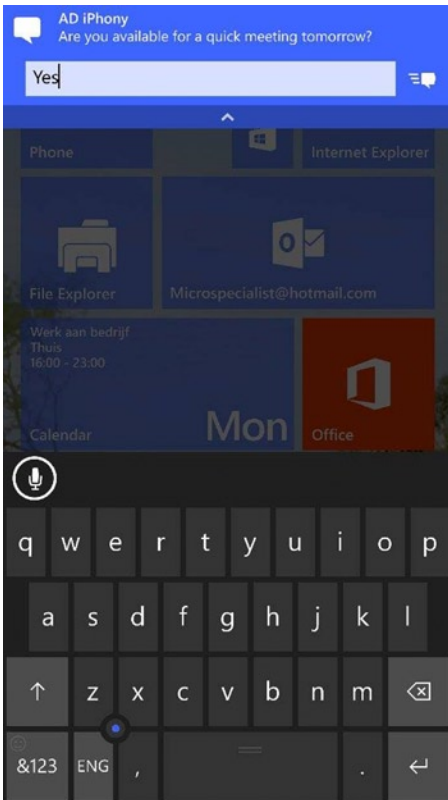 AD iPhony
Are you available for a quick meeting tomorrow?
Yes
Phone
Internet Explorer
File Explorer
Microspecialist@hotmail.com
Werk aan bedrijf
Thuis
16:00 - 23:00
Calendar
Mon
Office
q w e r t y u i o p
a s d f g h j k l
z x c v b n m
&123 ENG , .